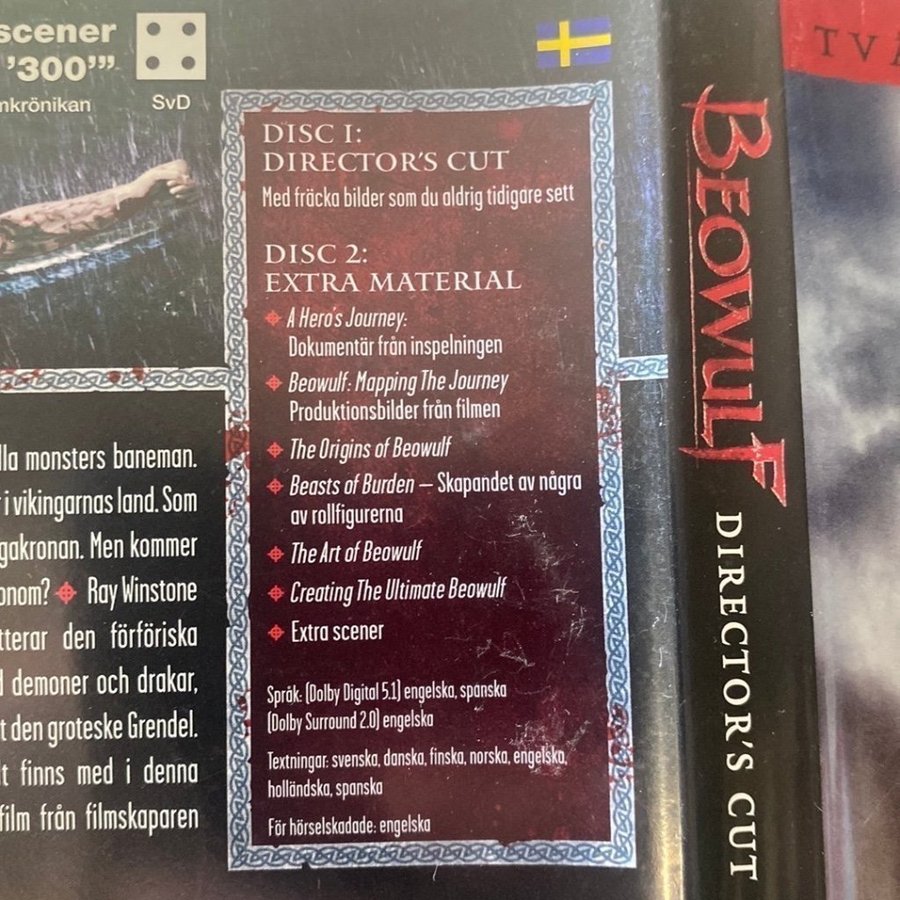 scener
'300'”
nkrönikan
SvD
DISC 1:
DIRECTOR'S CUT
Med fräcka bilder som du aldrig tidigare sett
DISC 2:
EXTRA MATERIAL
A Hero's Journey:
Dokumentär från inspelningen
Beowulf: Mapping The Journey
Produktionsbilder från filmen
The Origins of Beowulf
Beasts of Burden – Skapandet av några
av rollfigurerna
The Art of Beowulf
Creating The Ultimate Beowulf
Extra scener
Språk: (Dolby Digital 5.1) engelska, spanska
(Dolby Surround 2.0) engelska
Textningar: svenska, danska, finska, norska, engelska,
holländska, spanska
För hörselskadade: engelska
lla monsters baneman.
r i vikingarnas land. Som
gakronan. Men kommer
onom? Ray Winstone
tterar den förföriska
d demoner och drakar,
t den groteske Grendel.
lt finns med i denna
film från filmskaparen
BEOWULF
DIRECTOR'S CUT
TV